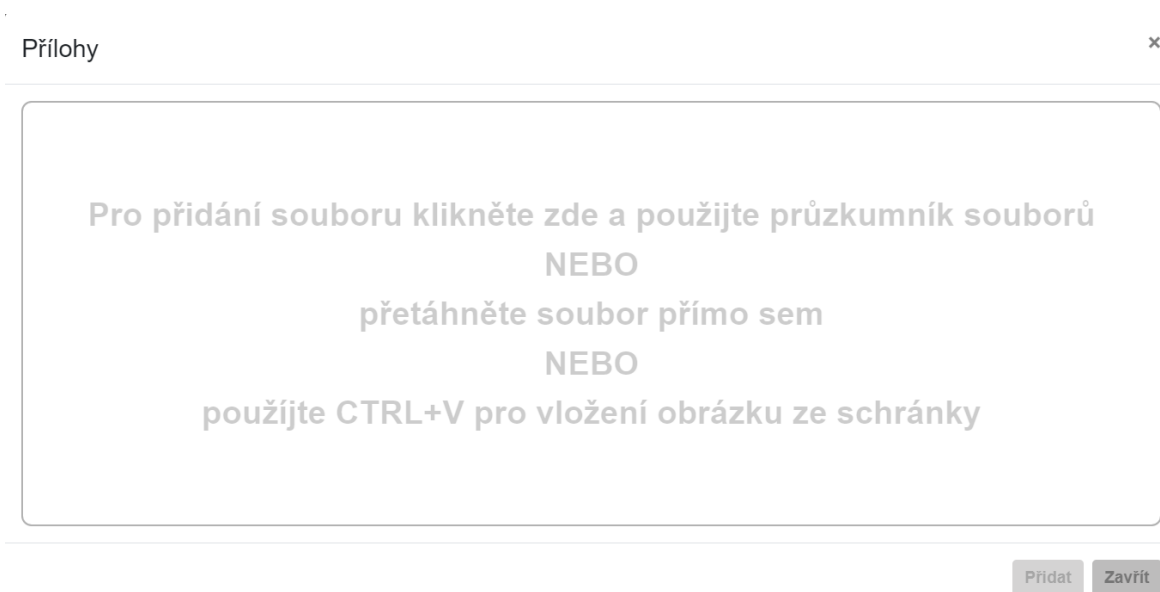 Přílohy
×
Pro přidání souboru klikněte zde a použijte průzkumník souborů
NEBO
přetáhněte soubor přímo sem
NEBO
použíjte CTRL+V pro vložení obrázku ze schránky
Přidat Zavřít